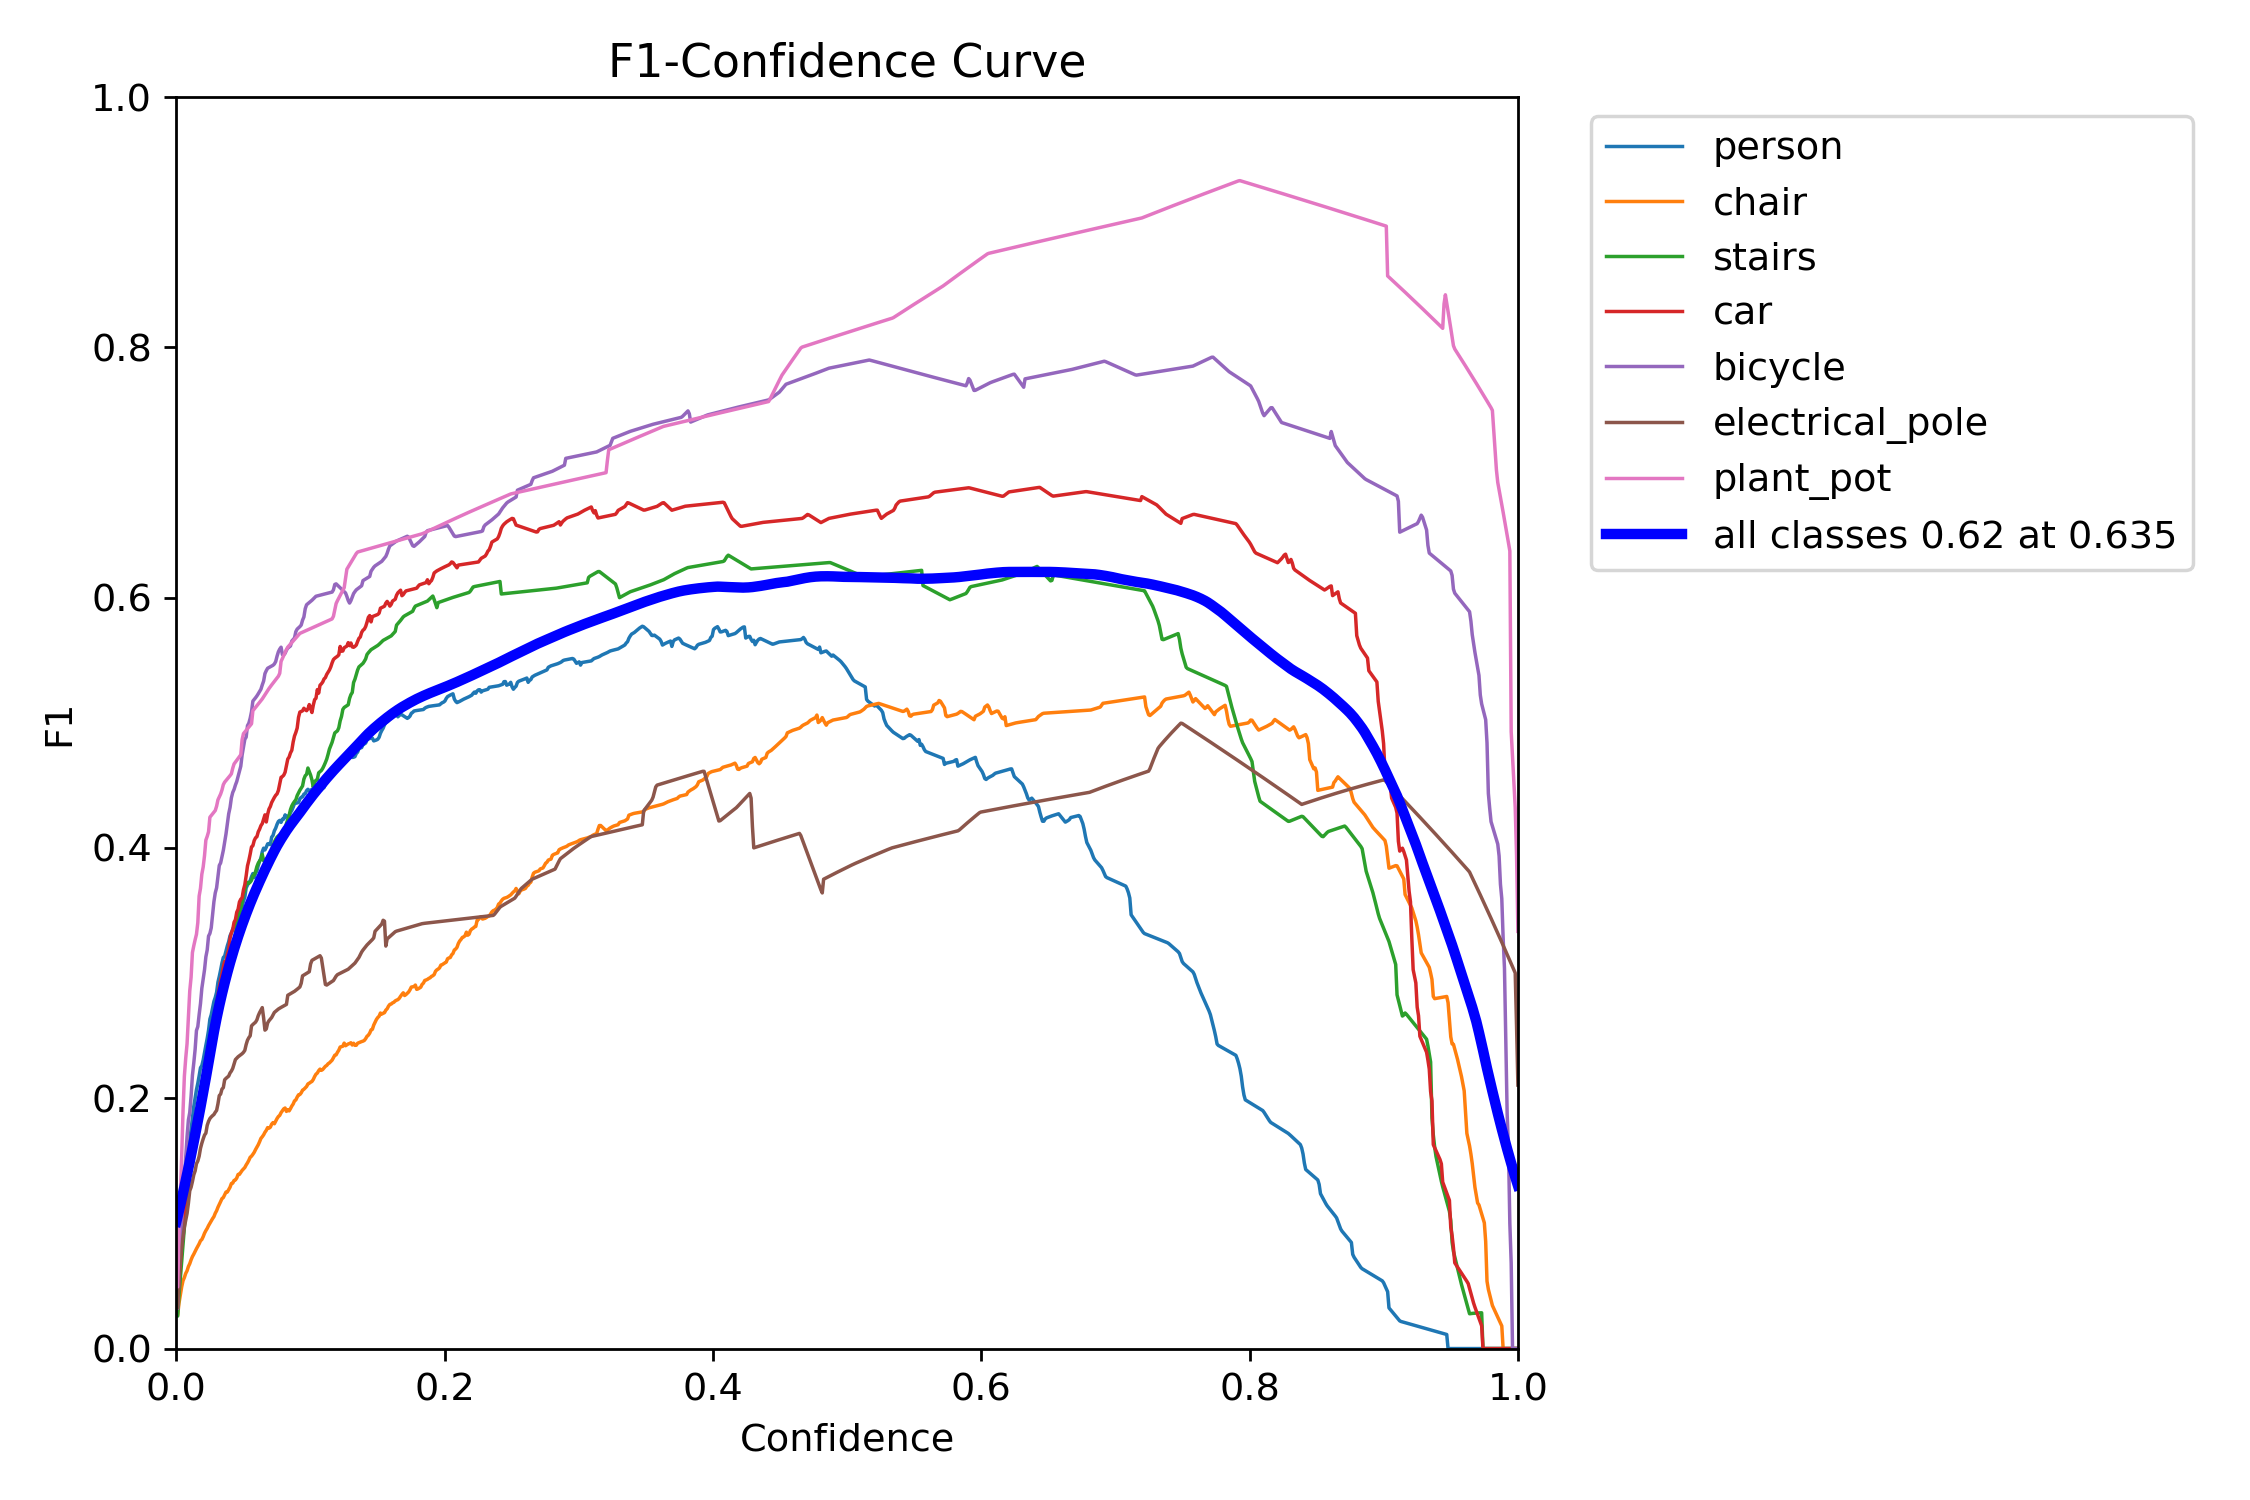 F1-Confidence Curve
1.0
0.8
0.6
0.4
0.2
0.0
F1
0.0 0.2 0.4 0.6 0.8 1.0
Confidence
person
chair
stairs
car
bicycle
electrical_pole
plant_pot
all classes 0.62 at 0.635